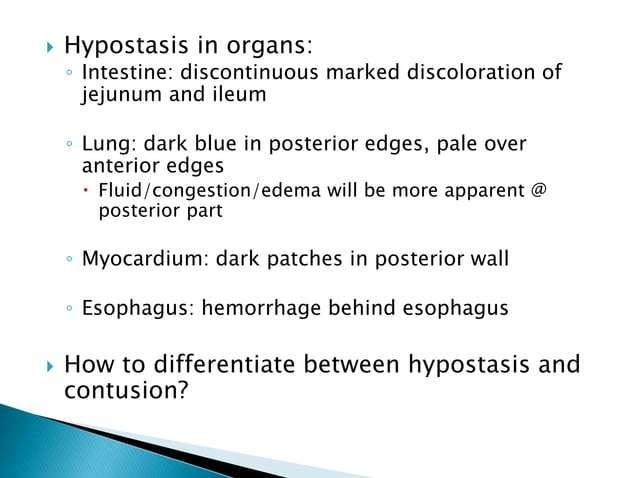 Hypostasis in organs:
Intestine: discontinuous marked discoloration of
jejunum and ileum
Lung: dark blue in posterior edges, pale over
anterior edges
Fluid/congestion/edema will be more apparent @
posterior part
Myocardium: dark patches in posterior wall
Esophagus: hemorrhage behind esophagus
How to differentiate between hypostasis and
contusion?